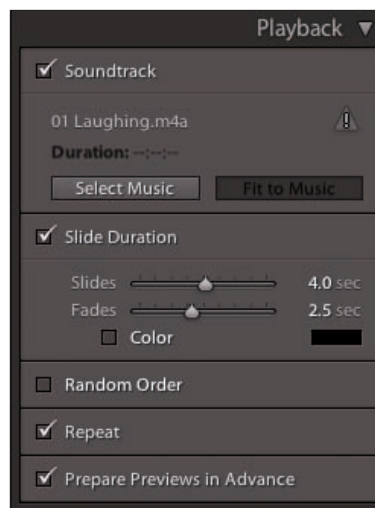 Playback
Soundtrack
01 Laughing.m4a
Duration: --:--:--
Select Music Fit to Music
Slide Duration
Slides 4.0 sec
Fades 2.5 sec
Color
Random Order
Repeat
Prepare Previews in Advance